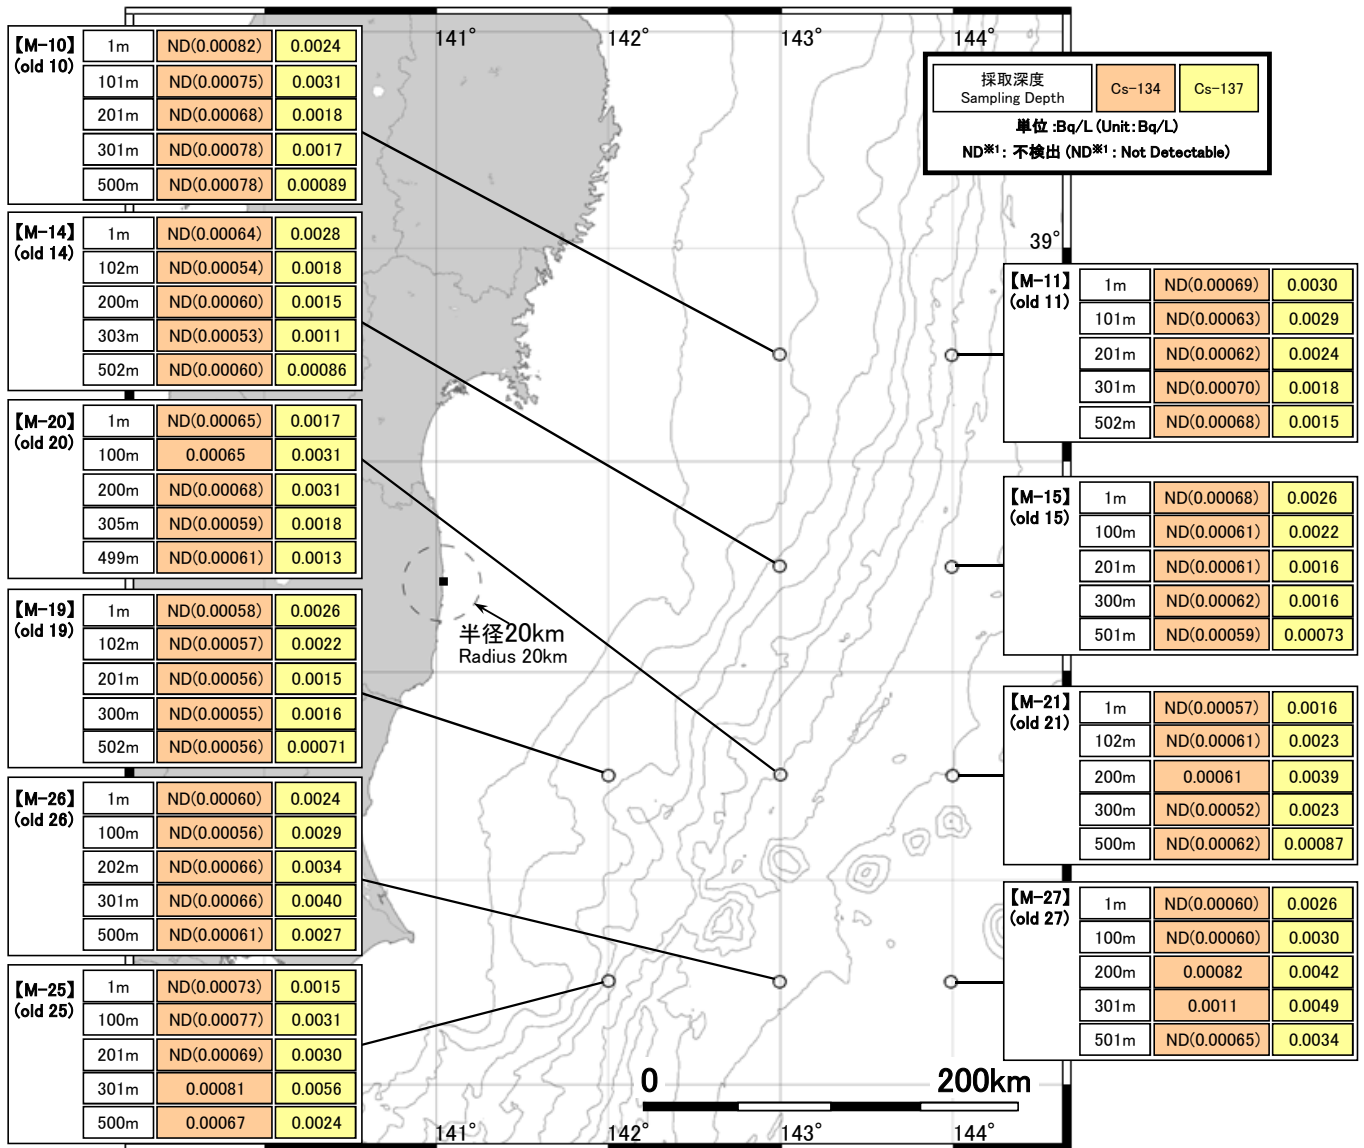 141° 142° 143° 144°
採取深度
Sampling Depth
Cs-134
Cs-137
単位:Bq/L (Unit:Bq/L)
ND※1: 不検出 (ND※1: Not Detectable)
39°
【M-10】
(old 10)
1m ND(0.00082) 0.0024
101m ND(0.00075) 0.0031
201m ND(0.00068) 0.0018
301m ND(0.00078) 0.0017
500m ND(0.00078) 0.00089
【M-14】
(old 14)
1m ND(0.00064) 0.0028
102m ND(0.00054) 0.0018
200m ND(0.00060) 0.0015
303m ND(0.00053) 0.0011
502m ND(0.00060) 0.00086
【M-20】
(old 20)
1m ND(0.00065) 0.0017
100m 0.00065 0.0031
200m ND(0.00068) 0.0031
305m ND(0.00059) 0.0018
499m ND(0.00061) 0.0013
【M-19】
(old 19)
1m ND(0.00058) 0.0026
102m ND(0.00057) 0.0022
201m ND(0.00056) 0.0015
300m ND(0.00055) 0.0016
502m ND(0.00056) 0.00071
【M-26】
(old 26)
1m ND(0.00060) 0.0024
100m ND(0.00056) 0.0029
202m ND(0.00066) 0.0034
301m ND(0.00066) 0.0040
500m ND(0.00061) 0.0027
【M-25】
(old 25)
1m ND(0.00073) 0.0015
100m ND(0.00077) 0.0031
201m ND(0.00069) 0.0030
301m 0.00081 0.0056
500m 0.00067 0.0024
半径20km
Radius 20km
【M-11】
(old 11)
1m ND(0.00069) 0.0030
101m ND(0.00063) 0.0029
201m ND(0.00062) 0.0024
301m ND(0.00070) 0.0018
502m ND(0.00068) 0.0015
【M-15】
(old 15)
1m ND(0.00068) 0.0026
100m ND(0.00061) 0.0022
201m ND(0.00061) 0.0016
300m ND(0.00062) 0.0016
501m ND(0.00059) 0.00073
【M-21】
(old 21)
1m ND(0.00057) 0.0016
102m ND(0.00061) 0.0023
200m 0.00061 0.0039
300m ND(0.00052) 0.0023
500m ND(0.00062) 0.00087
【M-27】
(old 27)
1m ND(0.00060) 0.0026
100m ND(0.00060) 0.0030
200m 0.00082 0.0042
301m 0.0011 0.0049
501m ND(0.00065) 0.0034
0 200km
141° 142° 143° 144°